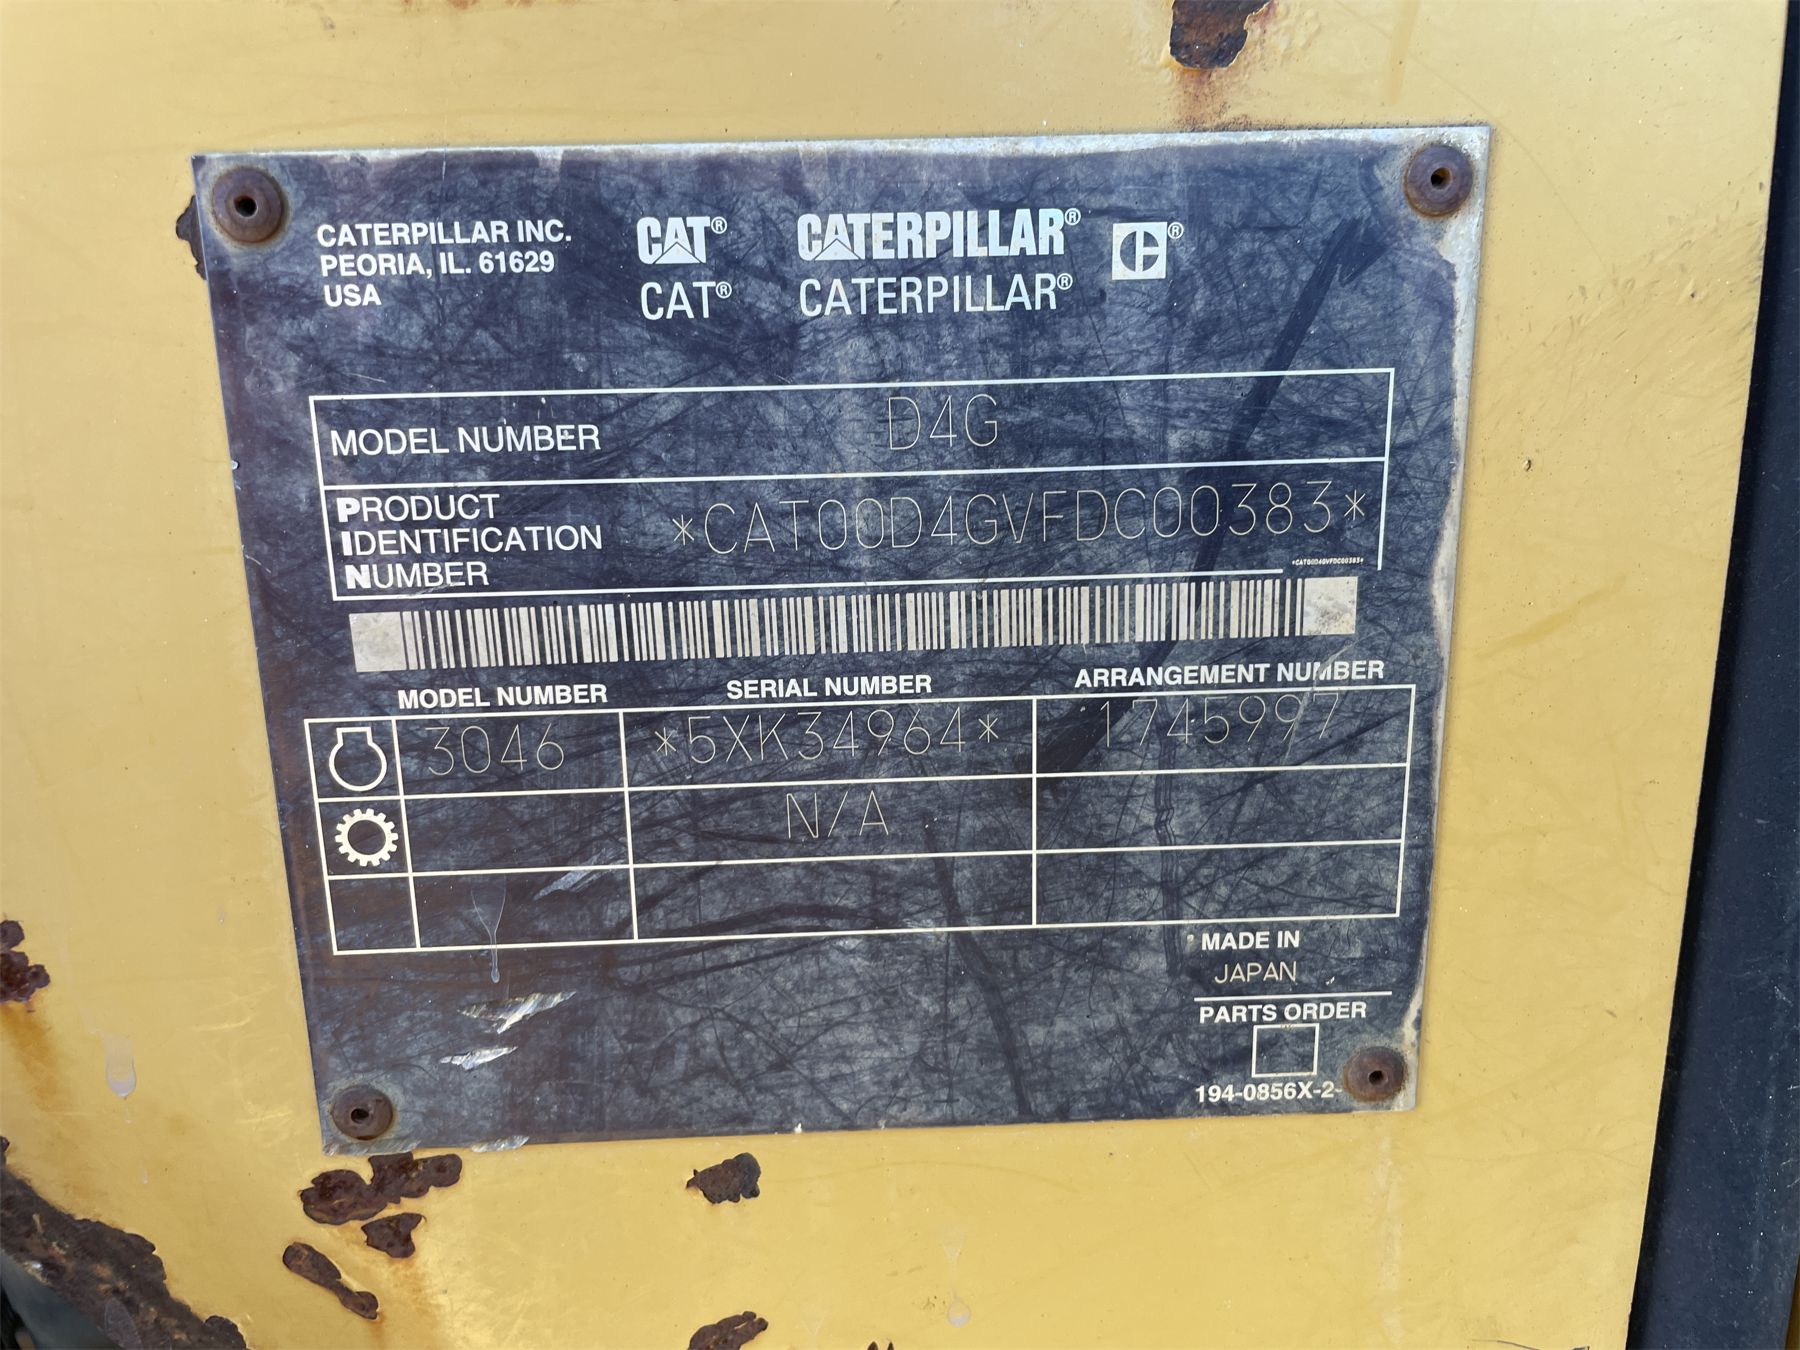 CATERPILLAR INC.
PEORIA, IL. 61629
USA
CAT® CATERPILLAR® ®
CAT® CATERPILLAR®
MODEL NUMBER D4G
PRODUCT
IDENTIFICATION
NUMBER
*CAT00D4GVFDC00383*
*CAT00D4GVFDC00383*
MODEL NUMBER SERIAL NUMBER ARRANGEMENT NUMBER
3046 *5XK34964* 1745997
N/A
MADE IN
JAPAN
PARTS ORDER
194-0856X-2